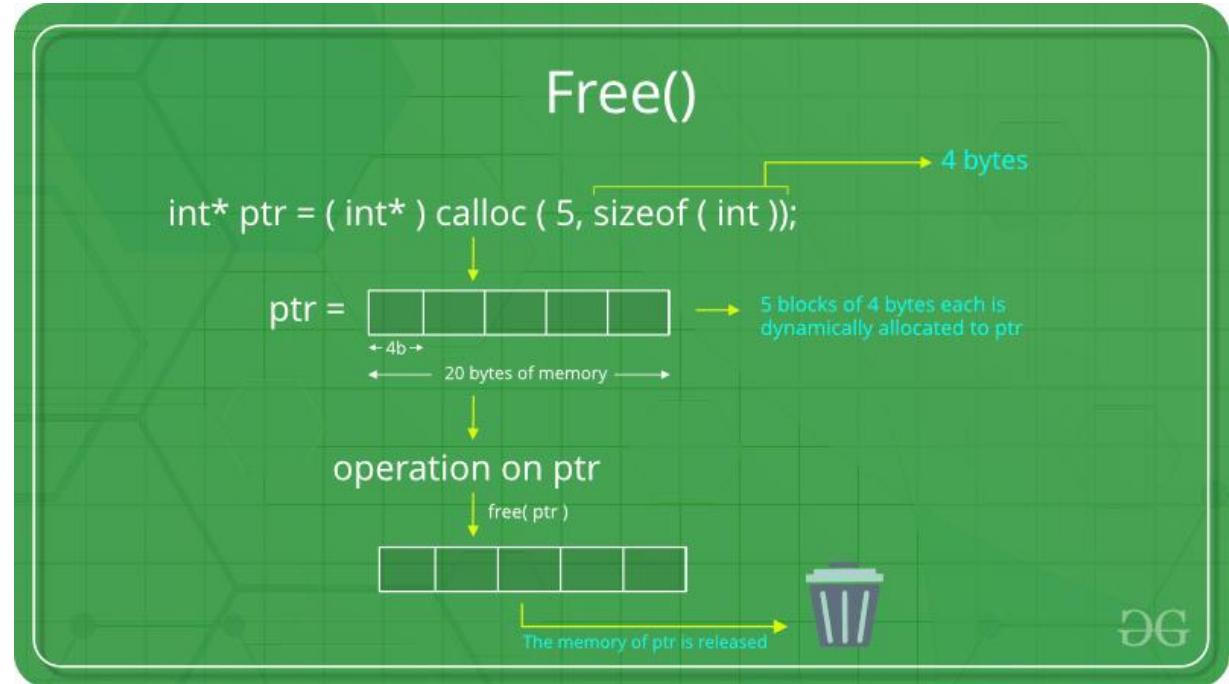 Free()
4 bytes
int* ptr = ( int* ) calloc ( 5, sizeof ( int ));
ptr =
5 blocks of 4 bytes each is
dynamically allocated to ptr
4b
20 bytes of memory
operation on ptr
free( ptr )
The memory of ptr is released